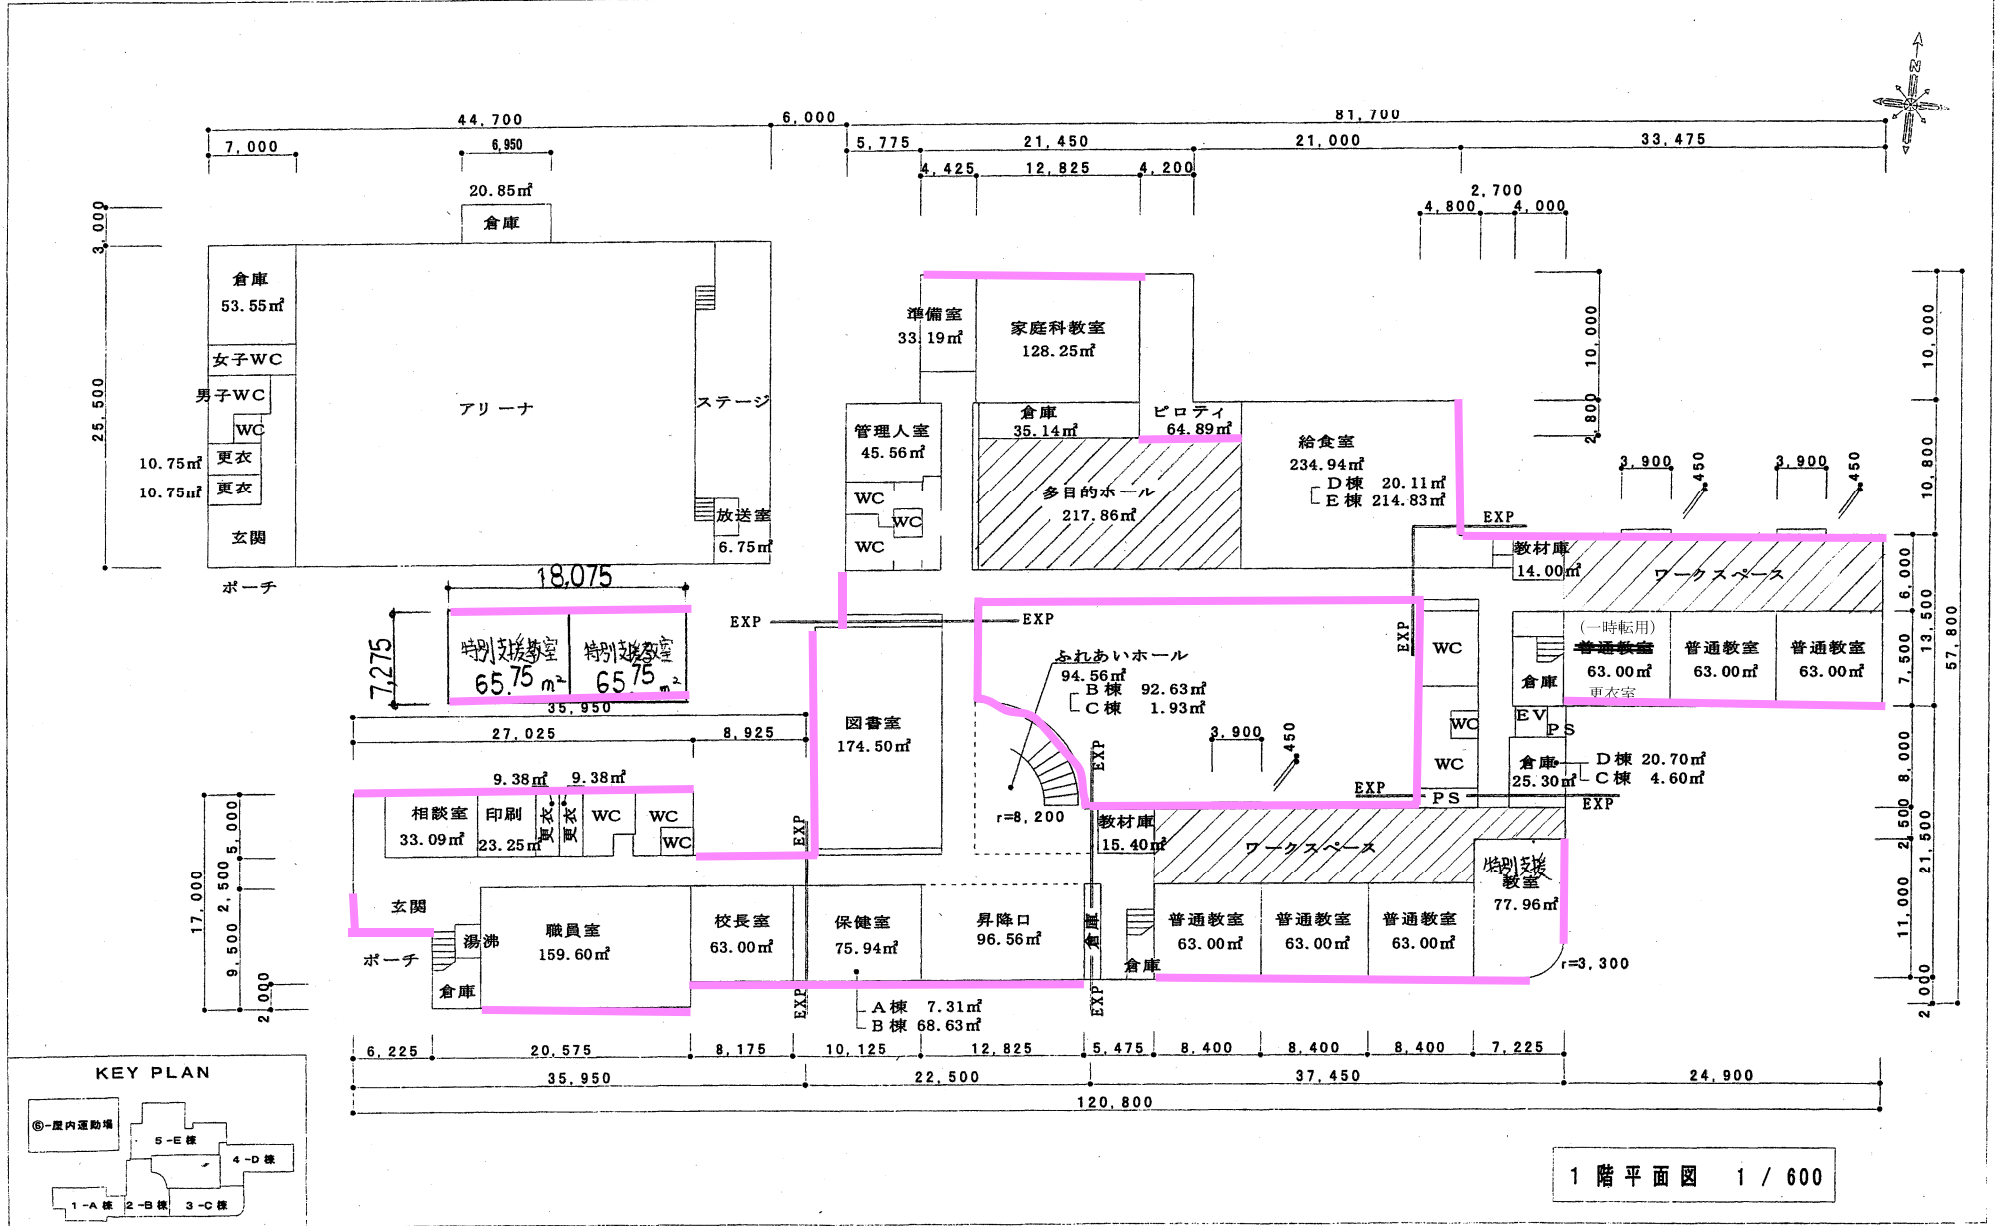 N
44,700
6,000
81,700
7,000
6,950
5,775
21,450
21,000
33,475
4,425
12,825
4,200
2,700
4,800
4,000
20.85㎡
倉庫
3,000
25,500
倉庫
53.55㎡
女子WC
男子WC
WC
10.75㎡
更衣
10.75㎡
更衣
玄関
ポーチ
アリーナ
ステージ
放送室
6.75㎡
準備室
33.19㎡
家庭科教室
128.25㎡
倉庫
35.14㎡
ピロティ
64.89㎡
管理人室
45.56㎡
WC
WC
WC
多目的ホール
217.86㎡
給食室
234.94㎡
D棟 20.11㎡
E棟 214.83㎡
10,000
2,800
10,000
10,800
3,900
450
3,900
450
EXP
教材庫
14.00㎡
ワークスペース
6,000
13,500
57,800
7,500
18,075
7,275
特別支援教室
65.75 m²
特別支援教室
65.75 m²
EXP
EXP
EXP
(一時転用)
普通教室
63.00㎡
更衣室
普通教室
63.00㎡
普通教室
63.00㎡
WC
倉庫
ふれあいホール
94.56㎡
B棟 92.63㎡
C棟 1.93㎡
図書室
174.50㎡
35,950
27,025
8,925
3,900
450
EXP
WC
WC
EV
PS
倉庫
25.30㎡
D棟 20.70㎡
C棟 4.60㎡
EXP
EXP
PS
8,000
2,500
21,500
9.38㎡
9.38㎡
相談室
33.09㎡
印刷
23.25㎡
更衣
更衣
WC
WC
WC
EXP
r=8,200
教材庫
15.40㎡
ワークスペース
特別支援
教室
77.96㎡
5,000
2,500
17,000
9,500
2,000
11,000
2,000
玄関
ポーチ
湯沸
倉庫
職員室
159.60㎡
校長室
63.00㎡
保健室
75.94㎡
昇降口
96.56㎡
倉庫
倉庫
普通教室
63.00㎡
普通教室
63.00㎡
普通教室
63.00㎡
r=3,300
EXP
EXP
A棟 7.31㎡
B棟 68.63㎡
6,225
20,575
8,175
10,125
12,825
5,475
8,400
8,400
8,400
7,225
35,950
22,500
37,450
24,900
120,800
KEY PLAN
⑥-屋内運動場
5-E棟
4-D棟
1-A棟
2-B棟
3-C棟
1階平面図 1/600